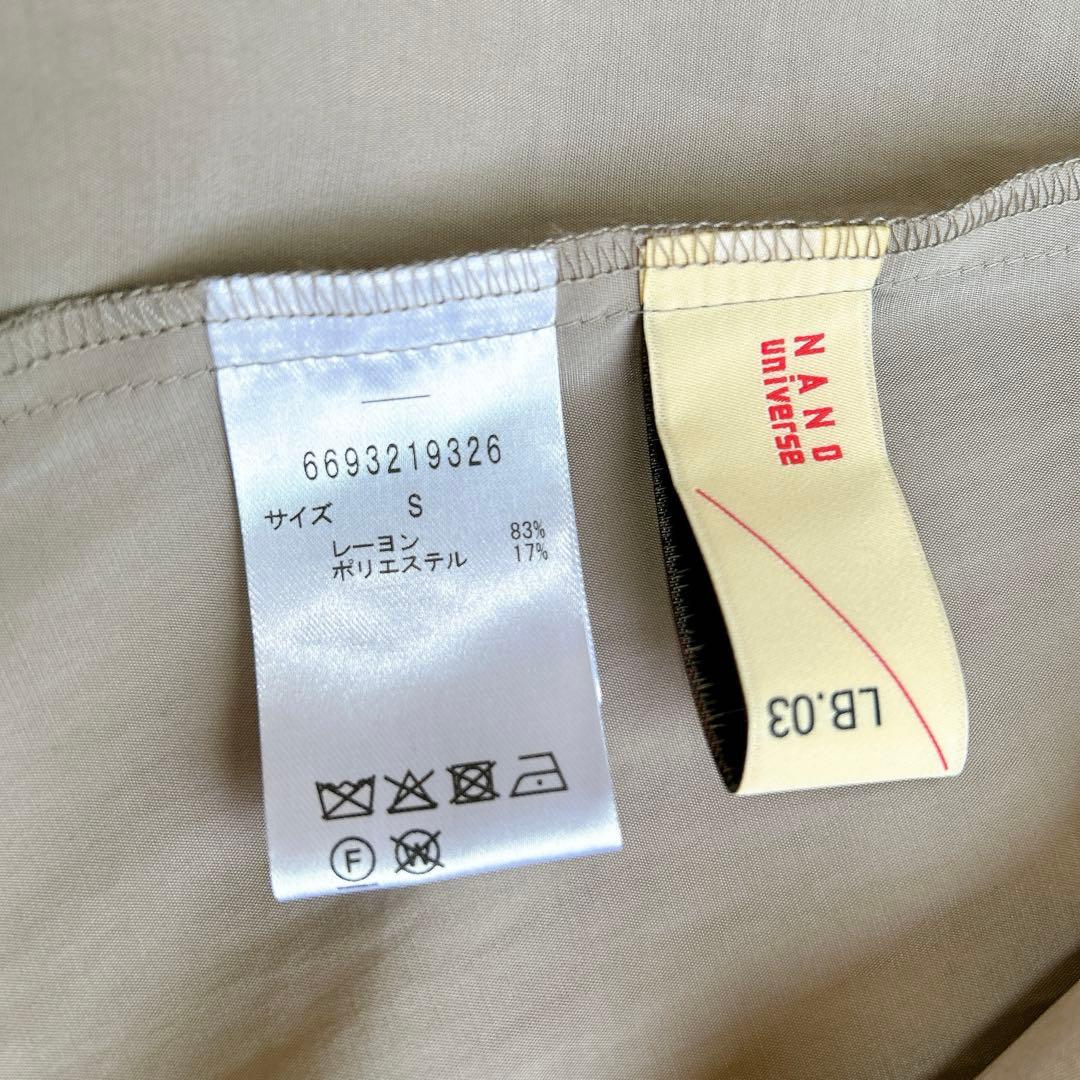 6693219326
サイズ S
レーヨン 83%
ポリエステル 17%
F
W
NANO
universe
LB.03